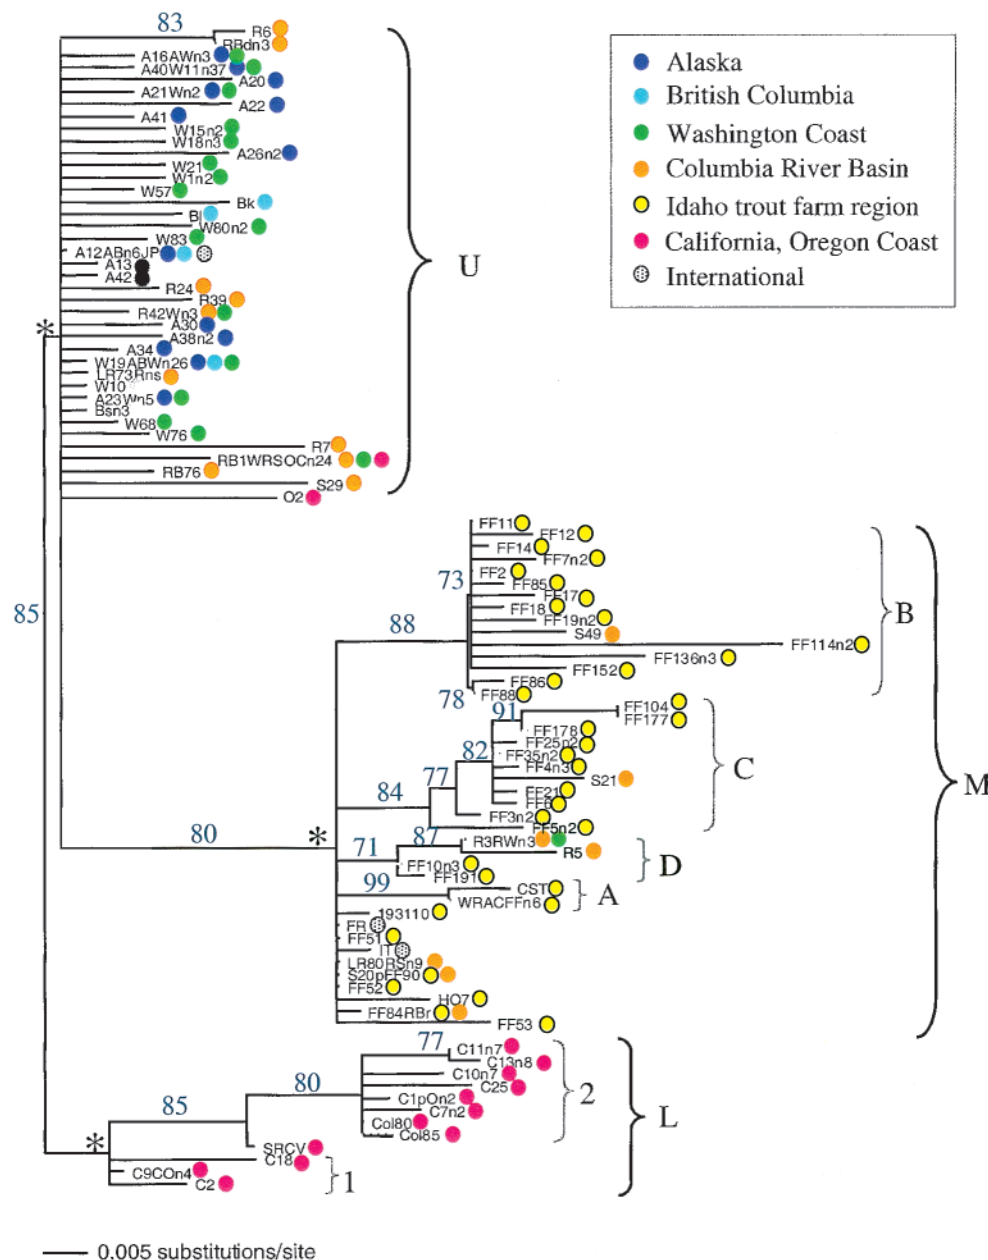 83
R6
RBdn3
A16AWn3
A40W11n37
A20
A21Wn2
A22
A41
W15n2
W18n3
A26n2
W21
W1n2
W57
Bk
Bj
W80n2
W83
A12ABn6JP
A13
A42
R24
R39
R42Wn3
A30
A38n2
A34
W19ABWn26
LR73Rns
W10
A23Wn5
Bsn3
W68
W76
R7
RB1WRSOCn24
RB76
S29
O2
U
*
Alaska
British Columbia
Washington Coast
Columbia River Basin
Idaho trout farm region
California, Oregon Coast
International
85
80
*
88
73
78
FF11
FF12
FF14
FF7n2
FF2
FF85
FF17
FF18
FF19n2
S49
FF114n2
FF136n3
FF152
FF86
FF88
B
84
77
82
91
FF104
FF177
FF178
FF25n2
FF35n2
FF4n3
S21
FF21
FF6
FF3n2
FF5n2
C
71
87
R3RWn3
R5
FF10n3
FF191
D
99
CST
WRACFFn6
A
193110
FR
FF51
IT
LR80RSn9
S20pFF90
FF52
HO7
FF84RBr
FF53
M
*
85
80
77
C11n7
C13n8
C10n7
C25
C1pOn2
C7n2
Col80
Col85
2
SRCV
C18
C9COn4
C2
1
L
0.005 substitutions/site